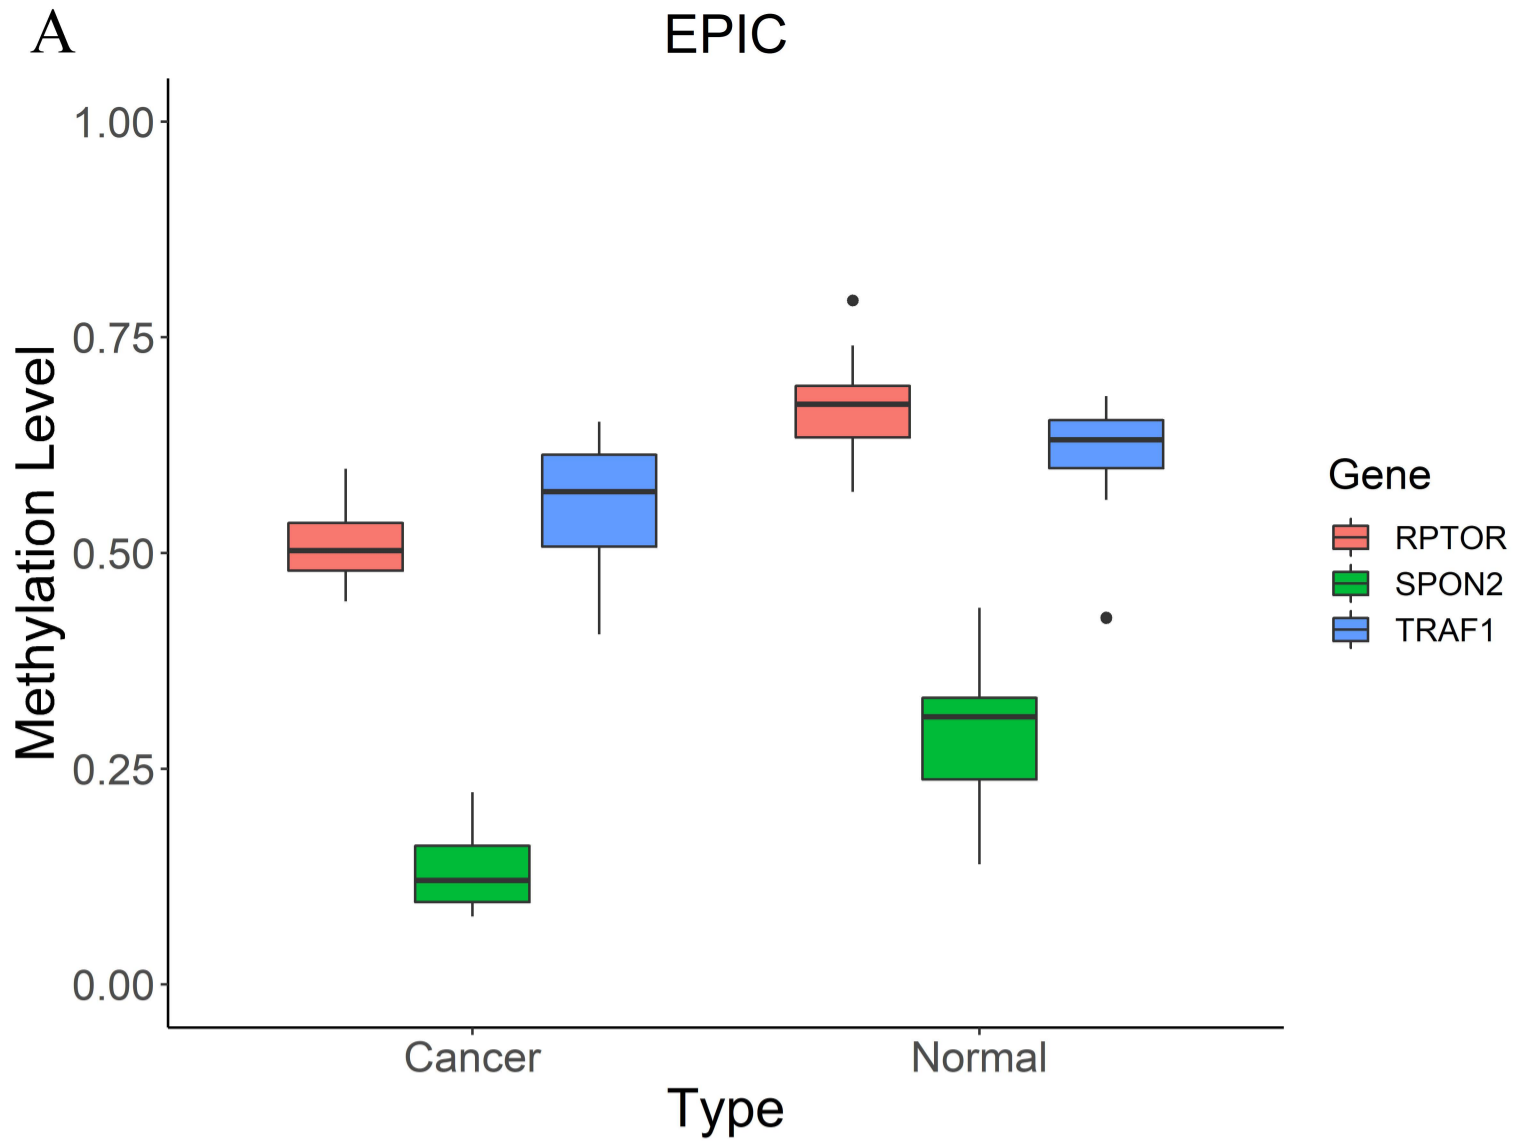 A
EPIC
Methylation Level
1.00
0.75
0.50
0.25
0.00
Cancer
Normal
Type
Gene
RPTOR
SPON2
TRAF1